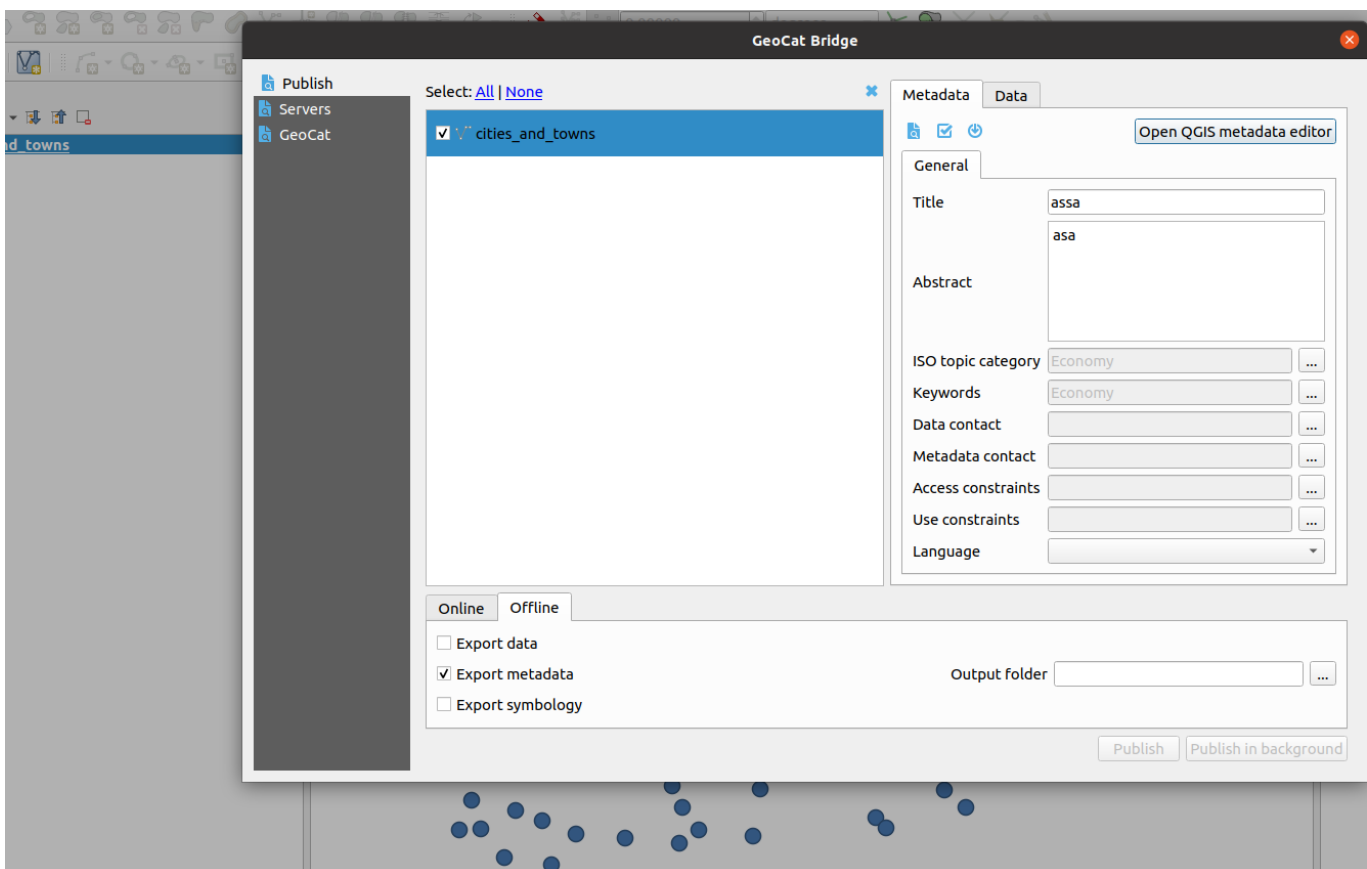 GeoCat Bridge
Publish
Servers
GeoCat
nd_towns
Select: All | None
cities_and_towns
Metadata
Data
Open QGIS metadata editor
General
Title
assa
Abstract
asa
ISO topic category
Economy
...
Keywords
Economy
...
Data contact
...
Metadata contact
...
Access constraints
...
Use constraints
...
Language
Online
Offline
Export data
Export metadata
Output folder
...
Export symbology
Publish
Publish in background